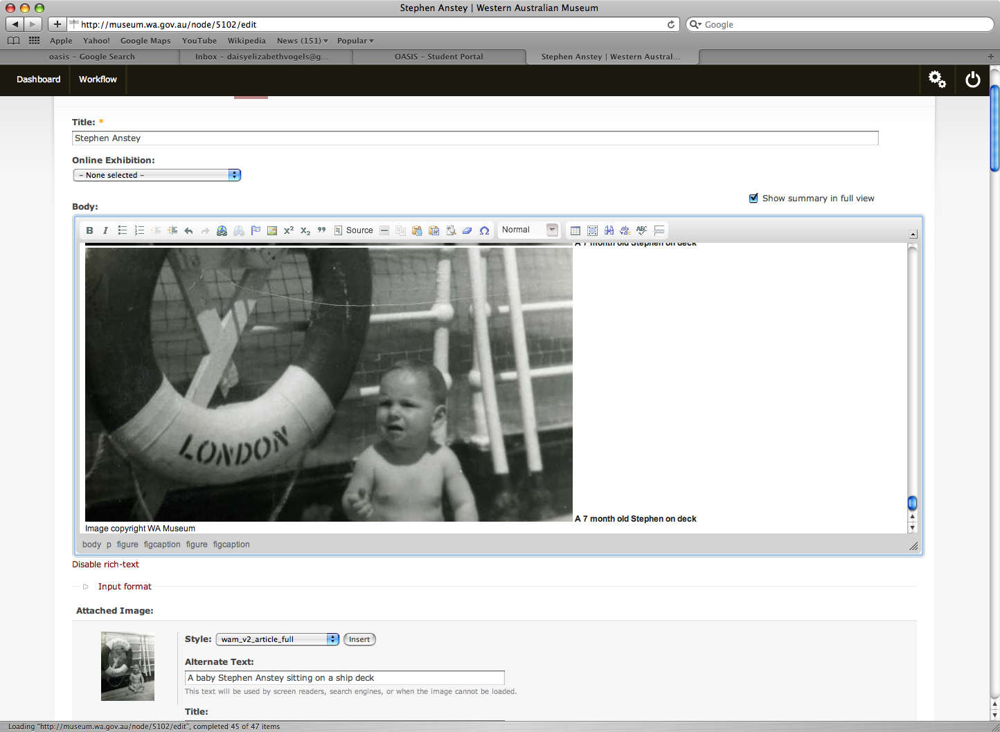 Stephen Anstey | Western Australian Museum
http://museum.wa.gov.au/node/5102/edit
Google
Apple Yahoo! Google Maps YouTube Wikipedia News (151) Popular
oasis – Google Search
Inbox – daisyelizabethvogels@g...
OASIS – Student Portal
Stephen Anstey | Western Austral...
Dashboard Workflow
Title: *
Stephen Anstey
Online Exhibition:
– None selected –
Show summary in full view
Body:
B I x² x₂ Source Normal ABC
A 7 month old Stephen on deck
LONDON
A 7 month old Stephen on deck
Image copyright WA Museum
body p figure figcaption figure figcaption
Disable rich-text
Input format
Attached Image:
Style: wam_v2_article_full Insert
Alternate Text:
A baby Stephen Anstey sitting on a ship deck
This text will be used by screen readers, search engines, or when the image cannot be loaded.
Title:
Loading "http://museum.wa.gov.au/node/5102/edit", completed 45 of 47 items